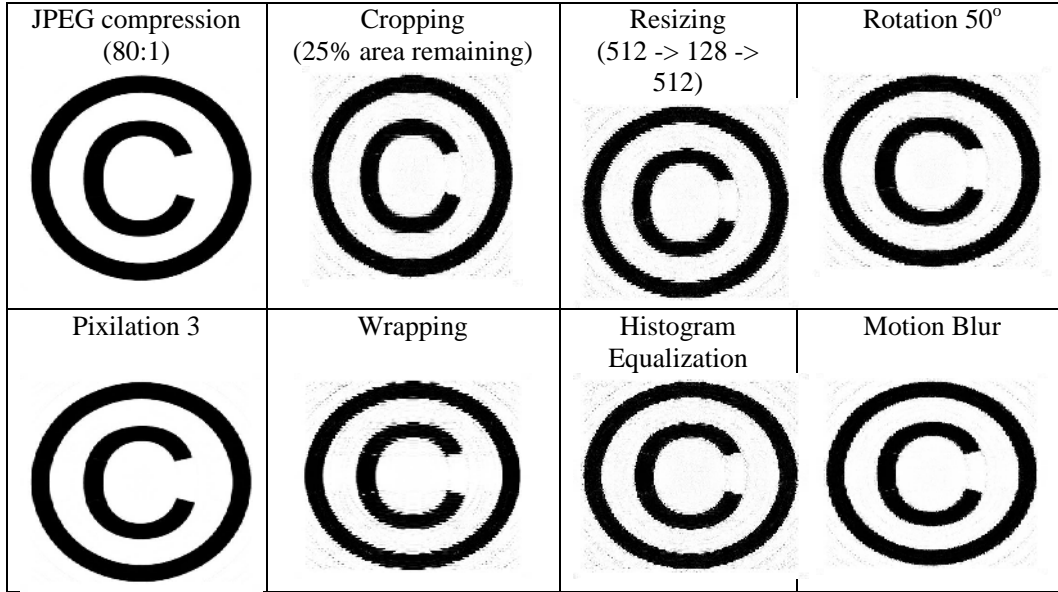 JPEG compression
(80:1)
Cropping
(25% area remaining)
Resizing
(512 -> 128 ->
512)
Rotation 50°
©
©
©
©
Pixilation 3
Wrapping
Histogram
Equalization
Motion Blur
©
©
©
©